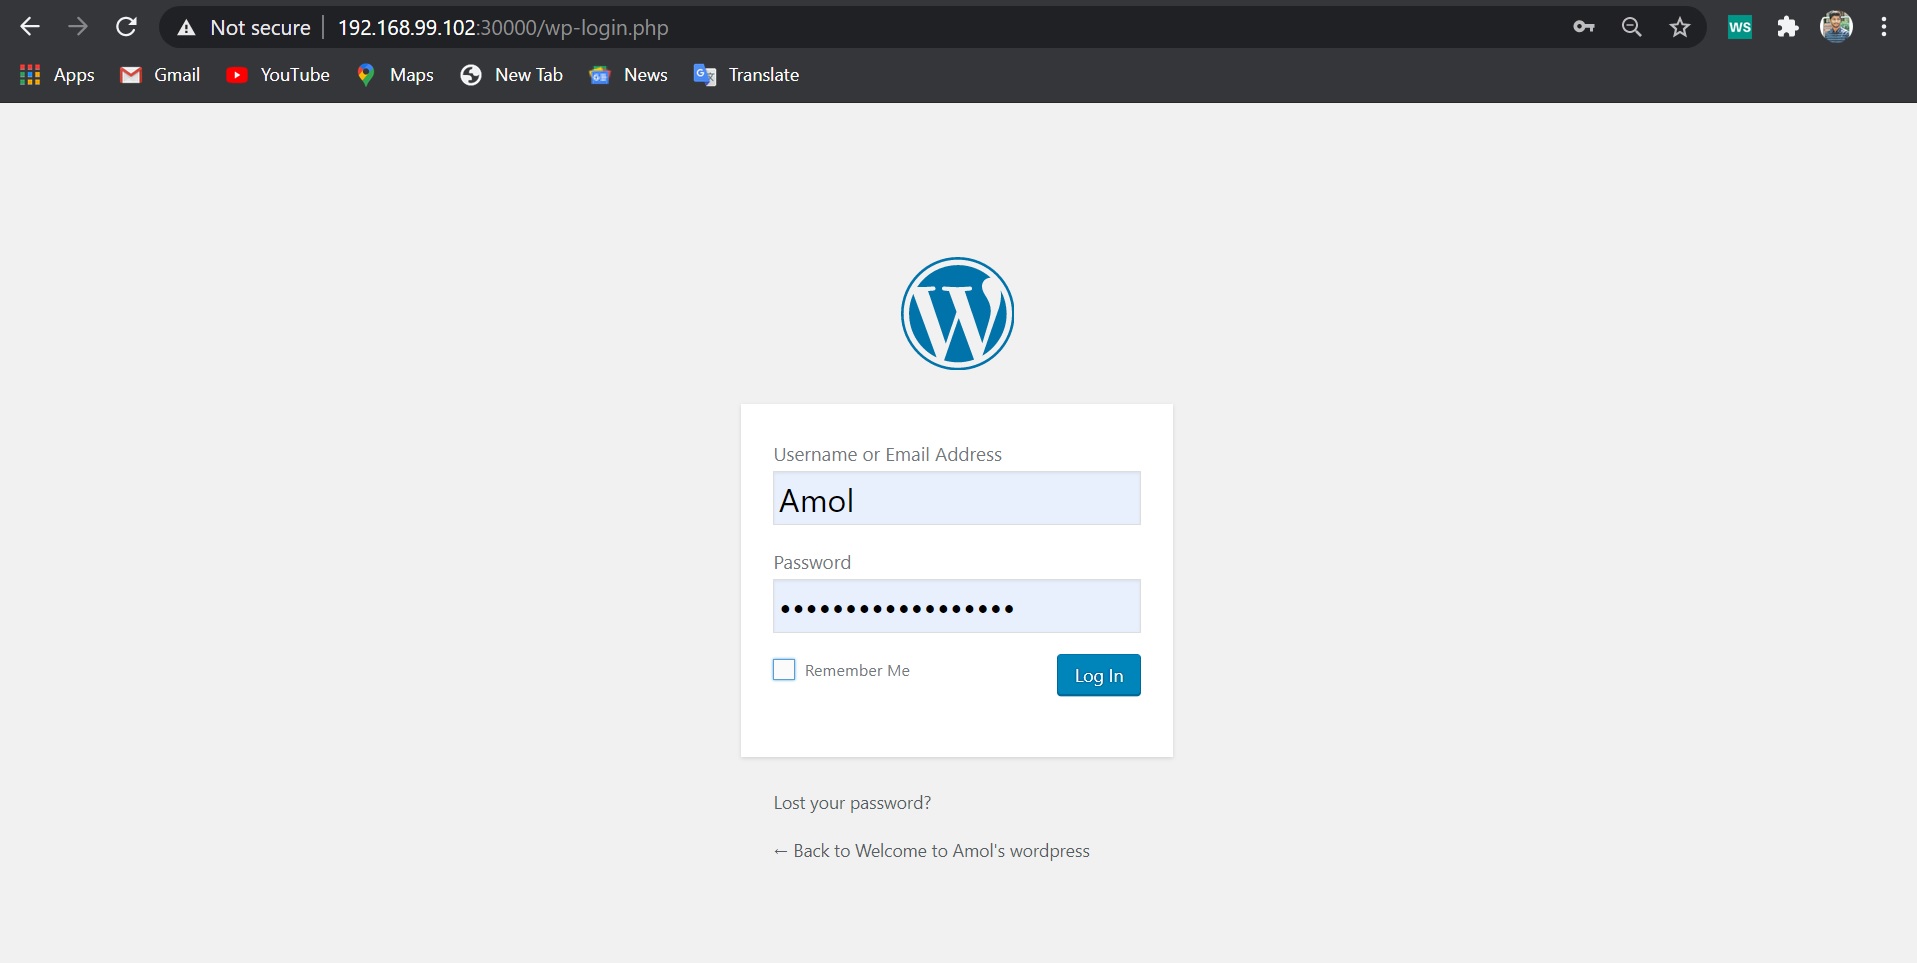 Not secure | 192.168.99.102:30000/wp-login.php WS
Apps Gmail YouTube Maps New Tab News Translate
Username or Email Address
Amol
Password
••••••••••••••••••
Remember Me Log In
Lost your password?
← Back to Welcome to Amol's wordpress